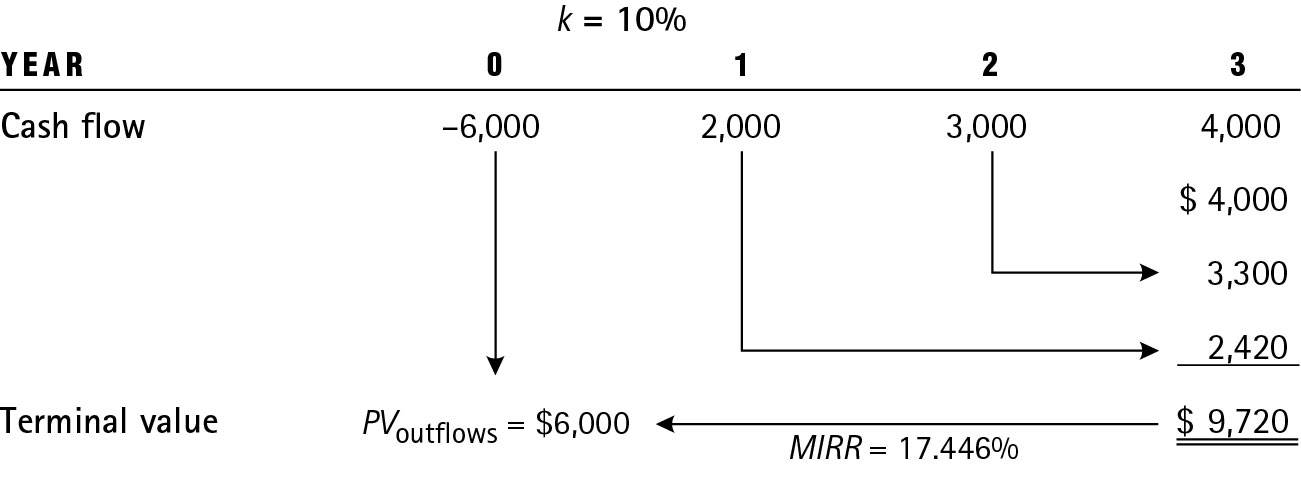 k = 10%
YEAR 0 1 2 3
Cash flow –6,000 2,000 3,000 4,000
$ 4,000
3,300
2,420
Terminal value PVoutflows = $6,000 $ 9,720
MIRR = 17.446%